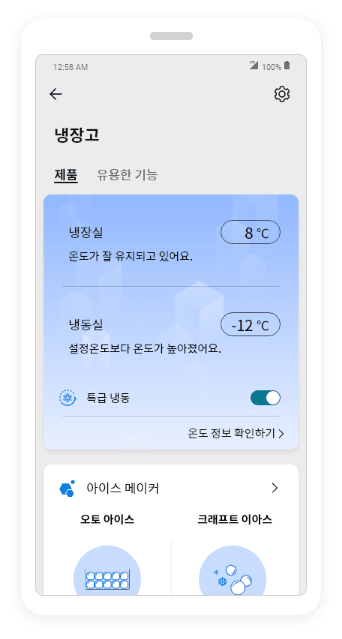 12:58 AM 100%
냉장고
제품 유용한 기능
냉장실 8 °C
온도가 잘 유지되고 있어요.
냉동실 -12 °C
설정온도보다 온도가 높아졌어요.
특급 냉동
온도 정보 확인하기 >
아이스 메이커 >
오토 아이스 크래프트 이아스